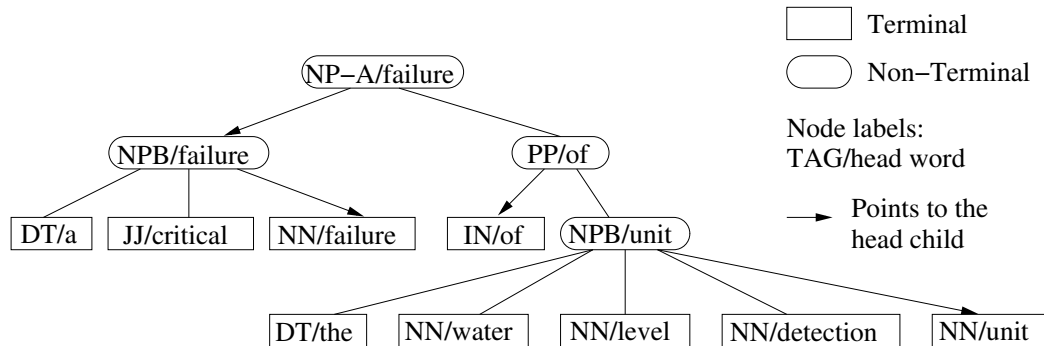 Terminal
NP−A/failure
Non−Terminal
NPB/failure
PP/of
Node labels:
TAG/head word
DT/a
JJ/critical
NN/failure
IN/of
NPB/unit
Points to the
head child
DT/the
NN/water
NN/level
NN/detection
NN/unit